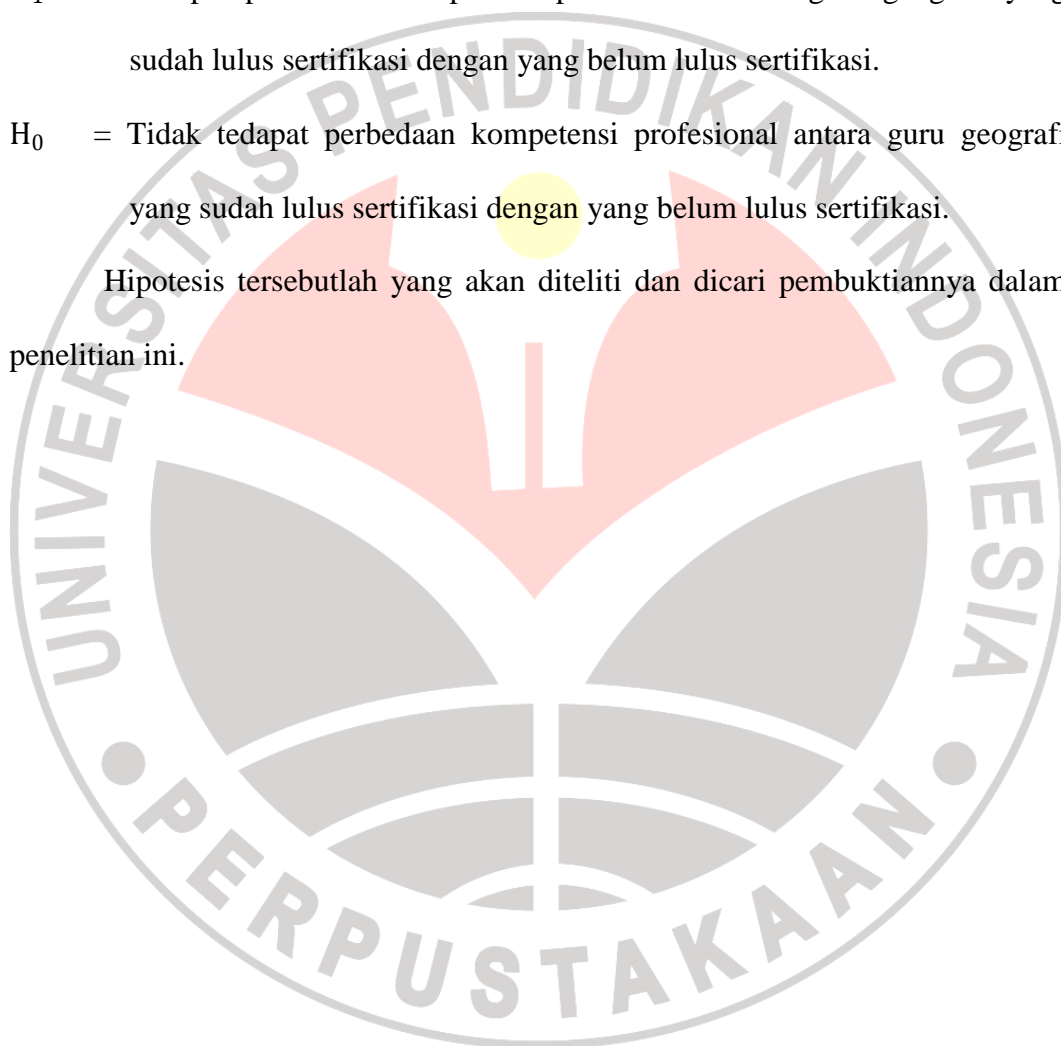 sudah lulus sertifikasi dengan yang belum lulus sertifikasi.
H₀ = Tidak tedapat perbedaan kompetensi profesional antara guru geografi
yang sudah lulus sertifikasi dengan yang belum lulus sertifikasi.
Hipotesis tersebutlah yang akan diteliti dan dicari pembuktiannya dalam
penelitian ini.
UNIVERSITAS PENDIDIKAN INDONESIA
PERPUSTAKAAN